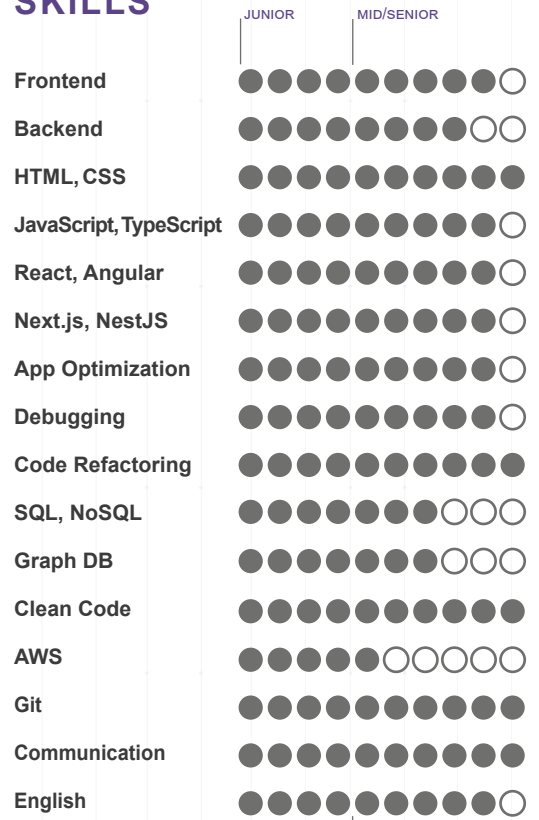 SKILLS
JUNIOR MID/SENIOR
Frontend
Backend
HTML, CSS
JavaScript, TypeScript
React, Angular
Next.js, NestJS
App Optimization
Debugging
Code Refactoring
SQL, NoSQL
Graph DB
Clean Code
AWS
Git
Communication
English